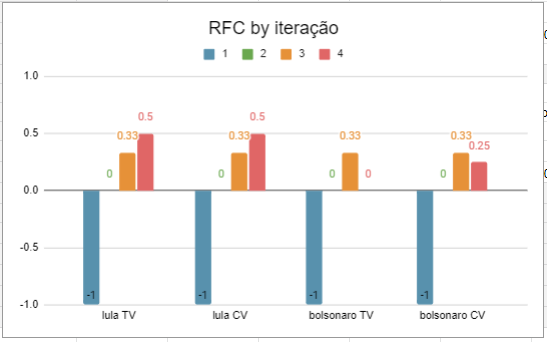 RFC by iteração
1 2 3 4
1.0
0.5 0.5
0.5 0.33 0.33 0.33 0.33
0.25
0 0 0 0 0
0.0
-0.5
-1 -1 -1 -1
-1.0
lula TV lula CV bolsonaro TV bolsonaro CV